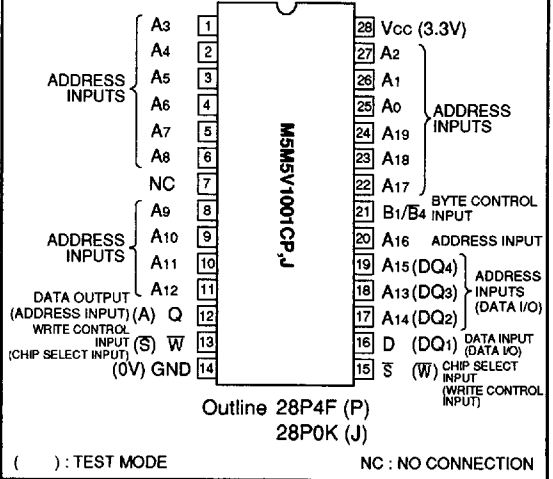 ADDRESS INPUTS
A3 1
A4 2
A5 3
A6 4
A7 5
A8 6
NC 7
ADDRESS INPUTS
A9 8
A10 9
A11 10
A12 11
DATA OUTPUT
(ADDRESS INPUT) (A) Q 12
WRITE CONTROL
INPUT
(CHIP SELECT INPUT) (S̅) W̅ 13
(0V) GND 14
M5M5V1001CP,J
28 Vcc (3.3V)
27 A2
26 A1
25 A0
24 A19
23 A18
22 A17
ADDRESS
INPUTS
21 B1/B̅4 BYTE CONTROL
INPUT
20 A16 ADDRESS INPUT
19 A15 (DQ4)
18 A13 (DQ3)
17 A14 (DQ2)
ADDRESS
INPUTS
(DATA I/O)
16 D (DQ1) DATA INPUT
(DATA I/O)
15 S̅ (W̅) CHIP SELECT
INPUT
(WRITE CONTROL
INPUT)
Outline 28P4F (P)
28P0K (J)
( ) : TEST MODE
NC : NO CONNECTION